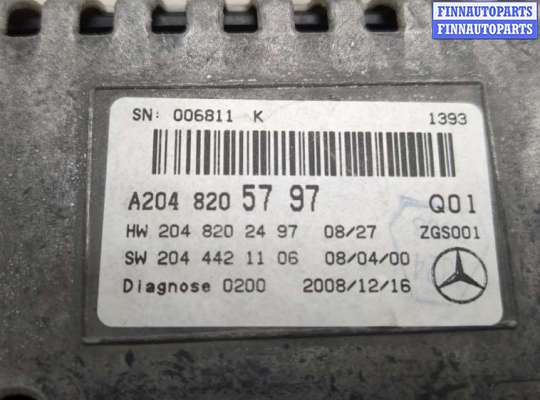 FINNAUTOPARTS
FINNAUTOPARTS
SN: 006811 K 1393
A204 820 57 97 Q01
HW 204 820 24 97 08/27 ZGS001
SW 204 442 11 06 08/04/00
Diagnose 0200 2008/12/16